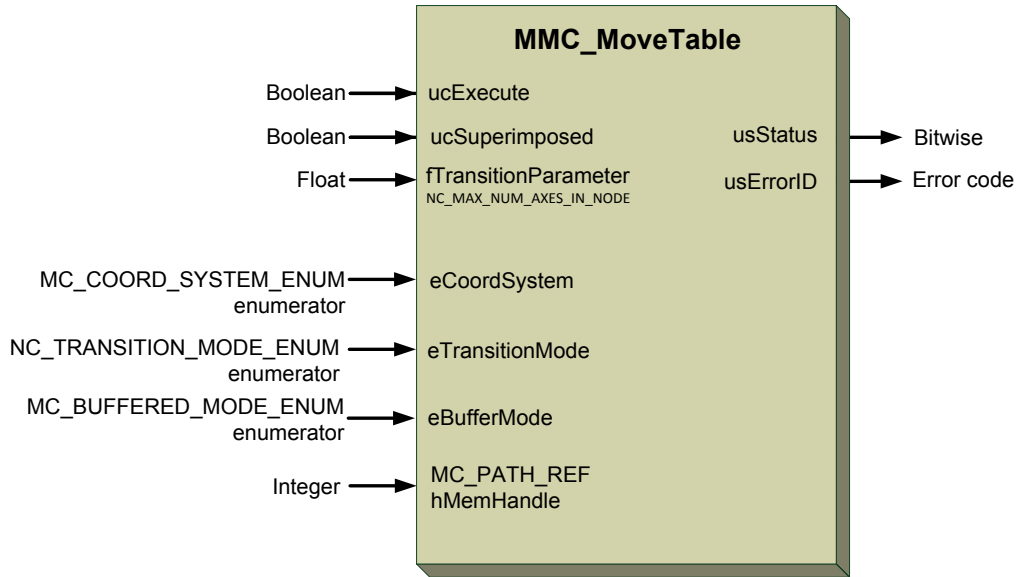 MMC_MoveTable
Boolean
ucExecute
Boolean
ucSuperimposed
usStatus
Bitwise
Float
fTransitionParameter
NC_MAX_NUM_AXES_IN_NODE
usErrorID
Error code
MC_COORD_SYSTEM_ENUM
enumerator
eCoordSystem
NC_TRANSITION_MODE_ENUM
enumerator
eTransitionMode
MC_BUFFERED_MODE_ENUM
enumerator
eBufferMode
Integer
MC_PATH_REF
hMemHandle